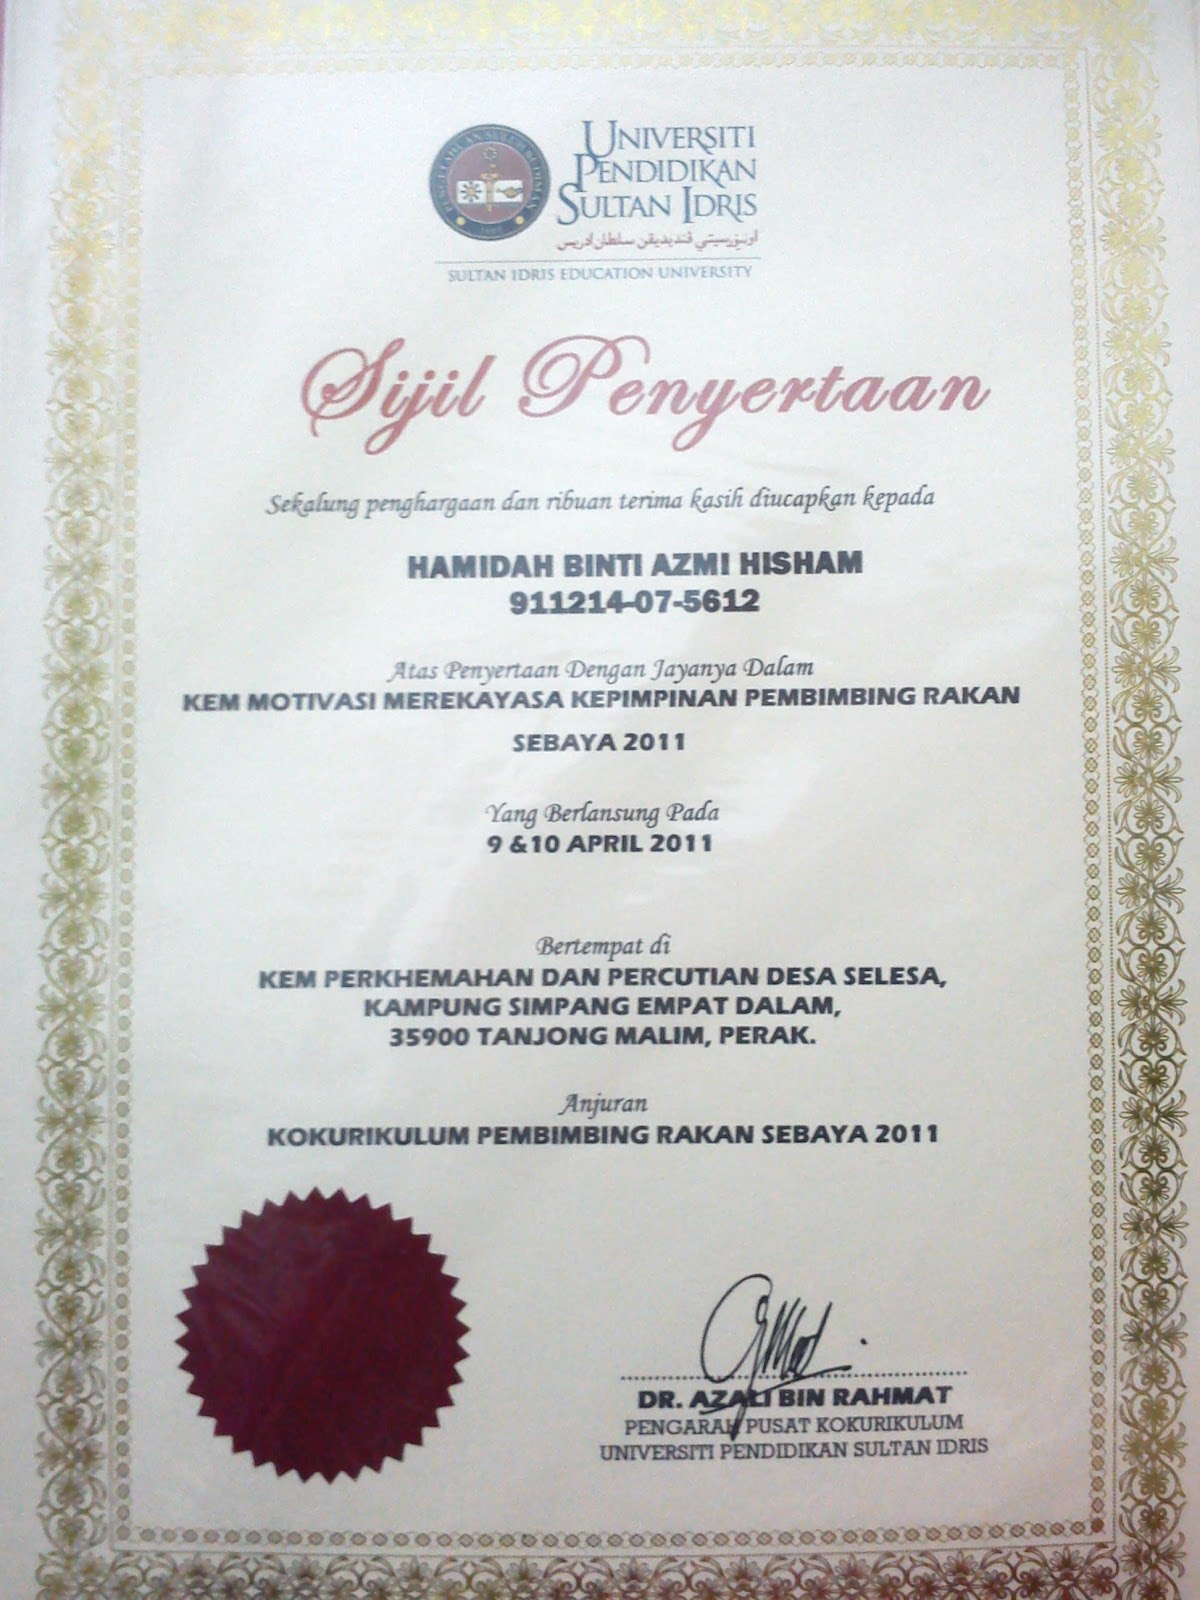 UNIVERSITI
PENDIDIKAN
SULTAN IDRIS
اونيۏرسيتي ڤنديديقن سلطان ادريس
SULTAN IDRIS EDUCATION UNIVERSITY
Sijil Penyertaan
Sekalung penghargaan dan ribuan terima kasih diucapkan kepada
HAMIDAH BINTI AZMI HISHAM
911214-07-5612
Atas Penyertaan Dengan Jayanya Dalam
KEM MOTIVASI MEREKAYASA KEPIMPINAN PEMBIMBING RAKAN
SEBAYA 2011
Yang Berlansung Pada
9 &10 APRIL 2011
Bertempat di
KEM PERKHEMAHAN DAN PERCUTIAN DESA SELESA,
KAMPUNG SIMPANG EMPAT DALAM,
35900 TANJONG MALIM, PERAK.
Anjuran
KOKURIKULUM PEMBIMBING RAKAN SEBAYA 2011
DR. AZALI BIN RAHMAT
PENGARAH PUSAT KOKURIKULUM
UNIVERSITI PENDIDIKAN SULTAN IDRIS